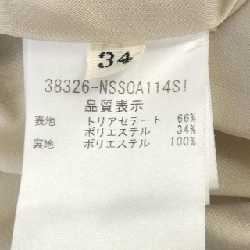 34
38326-NSSOA114SI
品質表示
表地 トリアセテート 66%
ポリエステル 34%
裏地 ポリエステル 100%